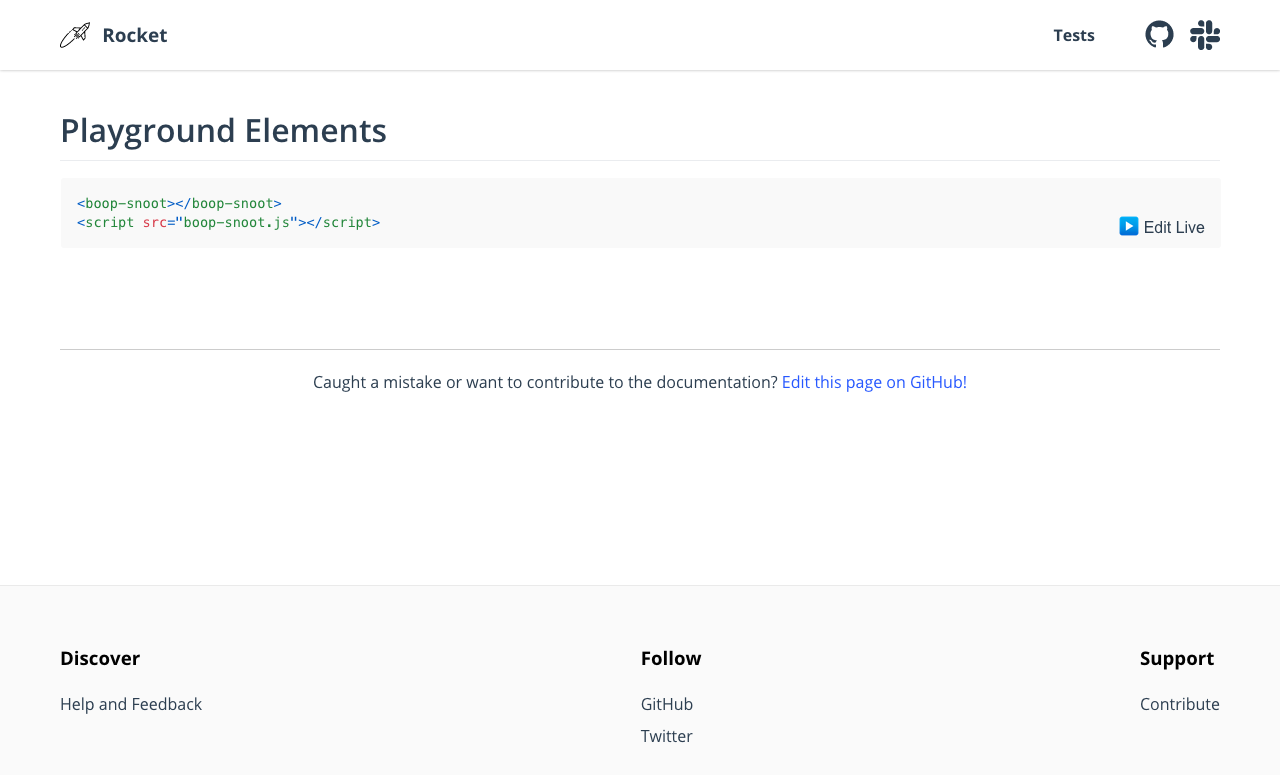 Rocket
Tests
Playground Elements
<boop-snoot></boop-snoot>
<script src="boop-snoot.js"></script>
Edit Live
Caught a mistake or want to contribute to the documentation? Edit this page on GitHub!
Discover
Help and Feedback
Follow
GitHub
Twitter
Support
Contribute